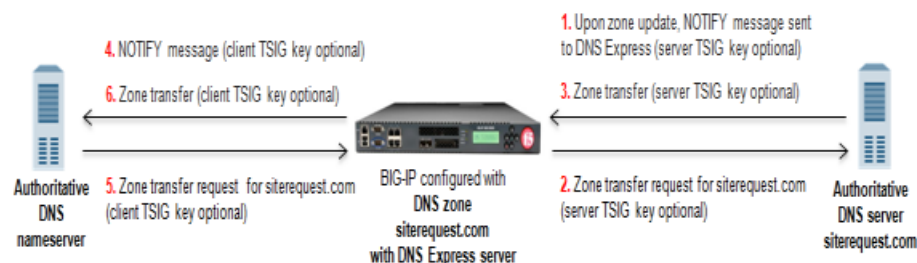 1. Upon zone update, NOTIFY message sent
to DNS Express (server TSIG key optional)
4. NOTIFY message (client TSIG key optional)
6. Zone transfer (client TSIG key optional)
3. Zone transfer (server TSIG key optional)
f5
Authoritative
DNS
nameserver
5. Zone transfer request for siterequest.com
(client TSIG key optional)
BIG-IP configured with
DNS zone
siterequest.com
with DNS Express server
2. Zone transfer request for siterequest.com
(server TSIG key optional)
Authoritative
DNS server
siterequest.com